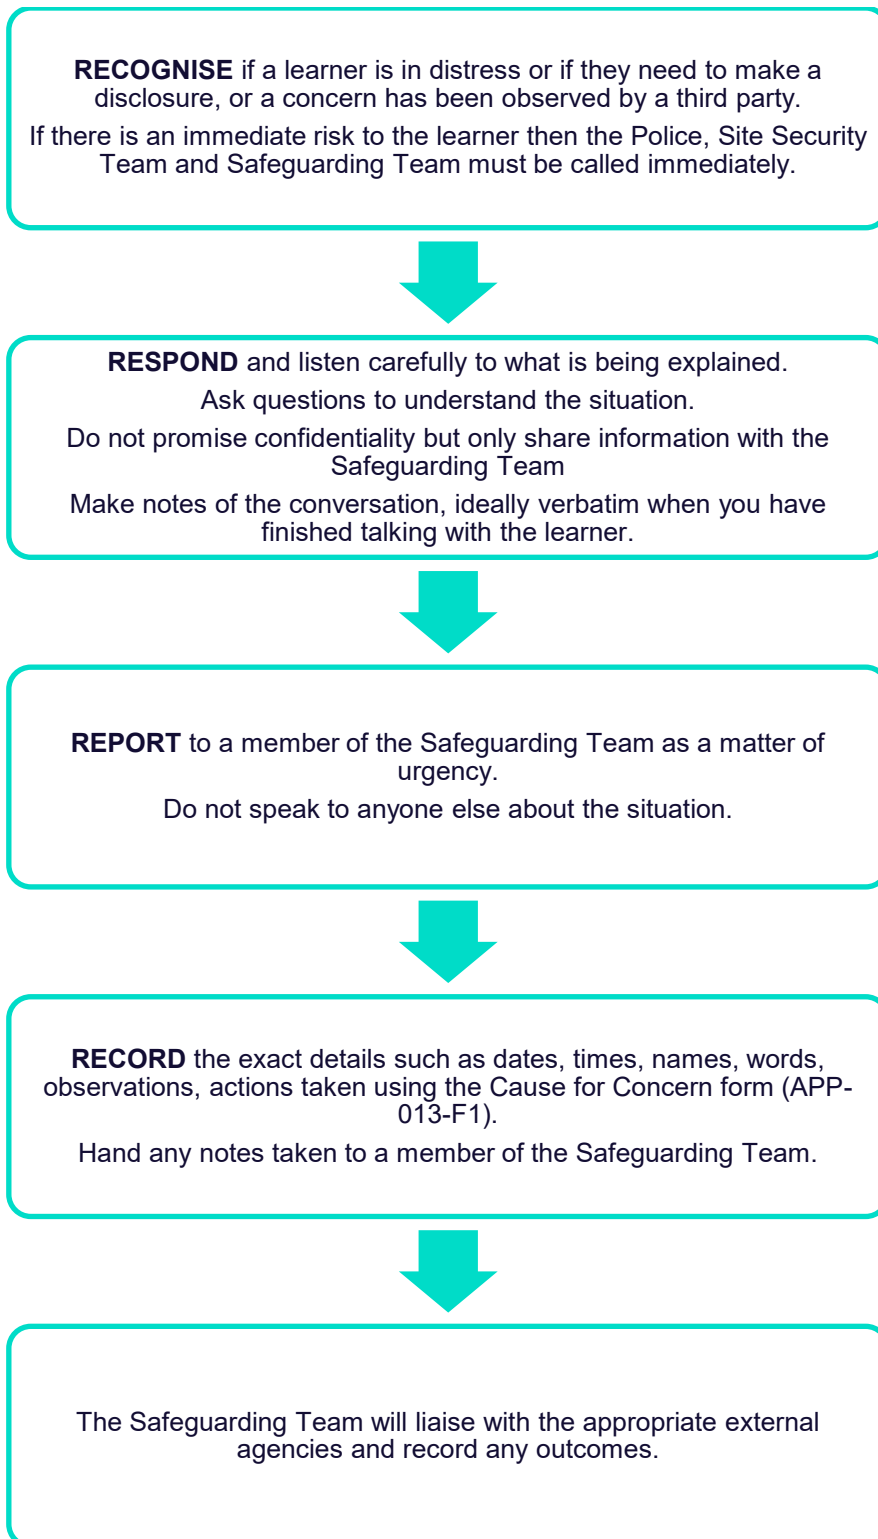 RECOGNISE if a learner is in distress or if they need to make a
disclosure, or a concern has been observed by a third party.
If there is an immediate risk to the learner then the Police, Site Security
Team and Safeguarding Team must be called immediately.
RESPOND and listen carefully to what is being explained.
Ask questions to understand the situation.
Do not promise confidentiality but only share information with the
Safeguarding Team
Make notes of the conversation, ideally verbatim when you have
finished talking with the learner.
REPORT to a member of the Safeguarding Team as a matter of
urgency.
Do not speak to anyone else about the situation.
RECORD the exact details such as dates, times, names, words,
observations, actions taken using the Cause for Concern form (APP-
013-F1).
Hand any notes taken to a member of the Safeguarding Team.
The Safeguarding Team will liaise with the appropriate external
agencies and record any outcomes.